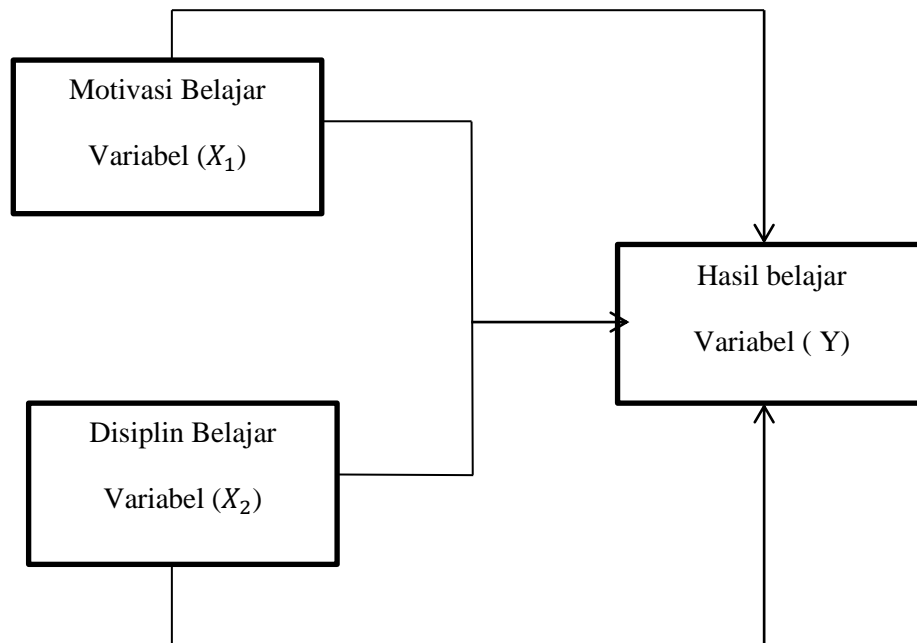 Motivasi Belajar
Variabel (𝑋₁)
Hasil belajar
Variabel ( Y)
Disiplin Belajar
Variabel (𝑋₂)